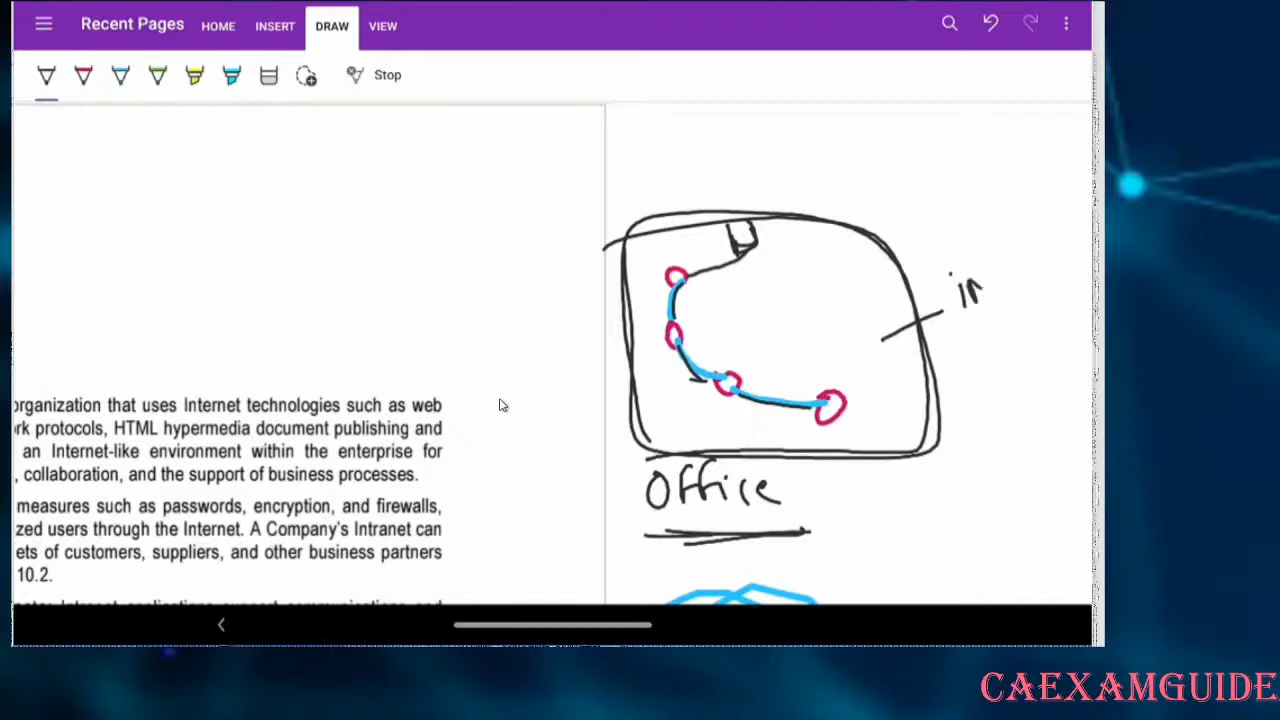 Recent Pages HOME INSERT DRAW VIEW
Stop
in
organization that uses Internet technologies such as web
rk protocols, HTML hypermedia document publishing and
an Internet-like environment within the enterprise for
, collaboration, and the support of business processes.
measures such as passwords, encryption, and firewalls,
zed users through the Internet. A Company's Intranet can
ets of customers, suppliers, and other business partners
10.2.
Office
CAEXAMGUIDE